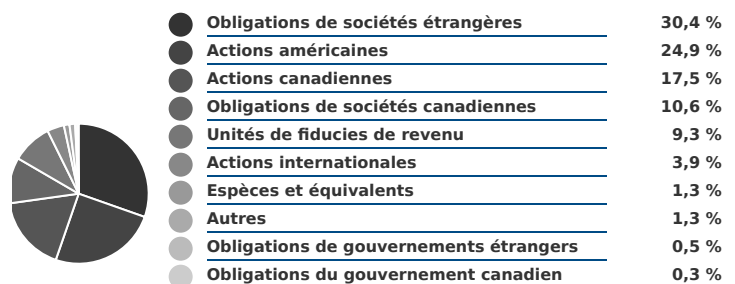 Obligations de sociétés étrangères 30,4 %
Actions américaines 24,9 %
Actions canadiennes 17,5 %
Obligations de sociétés canadiennes 10,6 %
Unités de fiducies de revenu 9,3 %
Actions internationales 3,9 %
Espèces et équivalents 1,3 %
Autres 1,3 %
Obligations de gouvernements étrangers 0,5 %
Obligations du gouvernement canadien 0,3 %